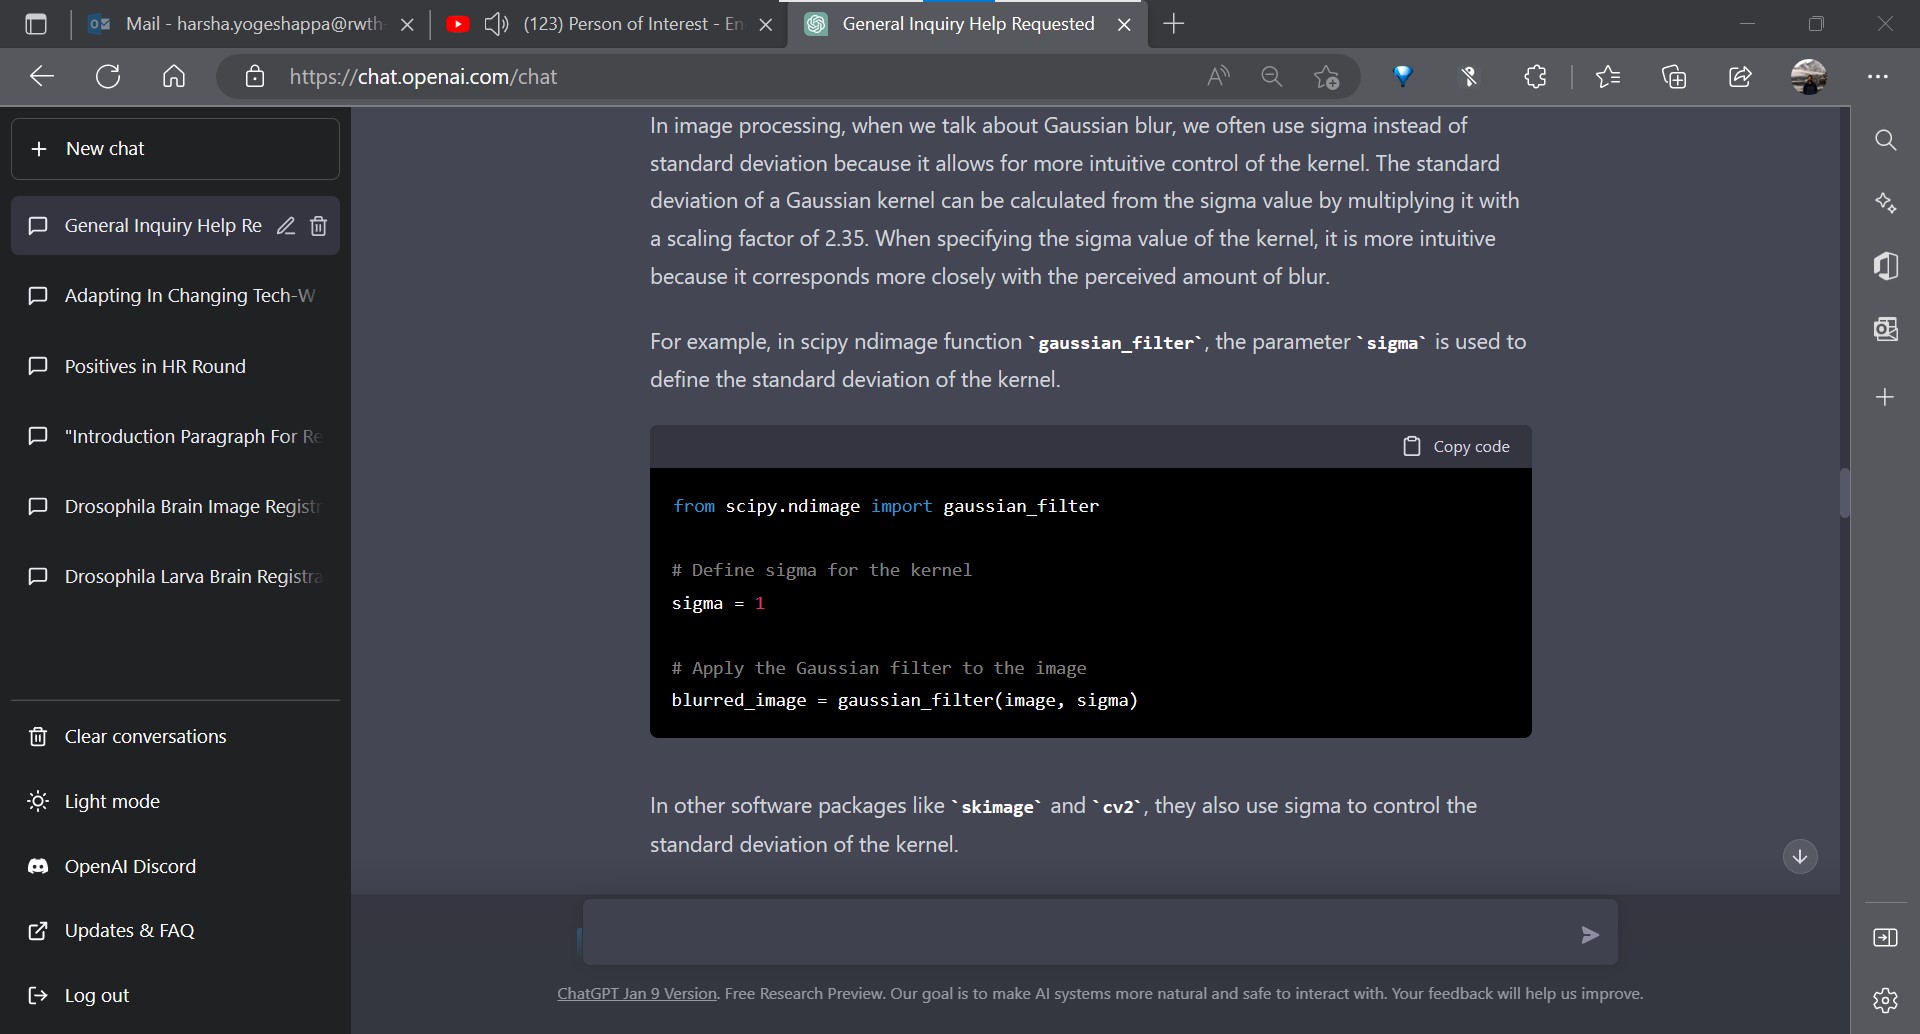 Mail - harsha.yogeshappa@rwth-
(123) Person of Interest - En
General Inquiry Help Requested
https://chat.openai.com/chat
New chat
General Inquiry Help Re
Adapting In Changing Tech-W
Positives in HR Round
"Introduction Paragraph For Re
Drosophila Brain Image Registr
Drosophila Larva Brain Registra
Clear conversations
Light mode
OpenAI Discord
Updates & FAQ
Log out
In image processing, when we talk about Gaussian blur, we often use sigma instead of
standard deviation because it allows for more intuitive control of the kernel. The standard
deviation of a Gaussian kernel can be calculated from the sigma value by multiplying it with
a scaling factor of 2.35. When specifying the sigma value of the kernel, it is more intuitive
because it corresponds more closely with the perceived amount of blur.
For example, in scipy ndimage function `gaussian_filter`, the parameter `sigma` is used to
define the standard deviation of the kernel.
Copy code
from scipy.ndimage import gaussian_filter
# Define sigma for the kernel
sigma = 1
# Apply the Gaussian filter to the image
blurred_image = gaussian_filter(image, sigma)
In other software packages like `skimage` and `cv2`, they also use sigma to control the
standard deviation of the kernel.
ChatGPT Jan 9 Version. Free Research Preview. Our goal is to make AI systems more natural and safe to interact with. Your feedback will help us improve.